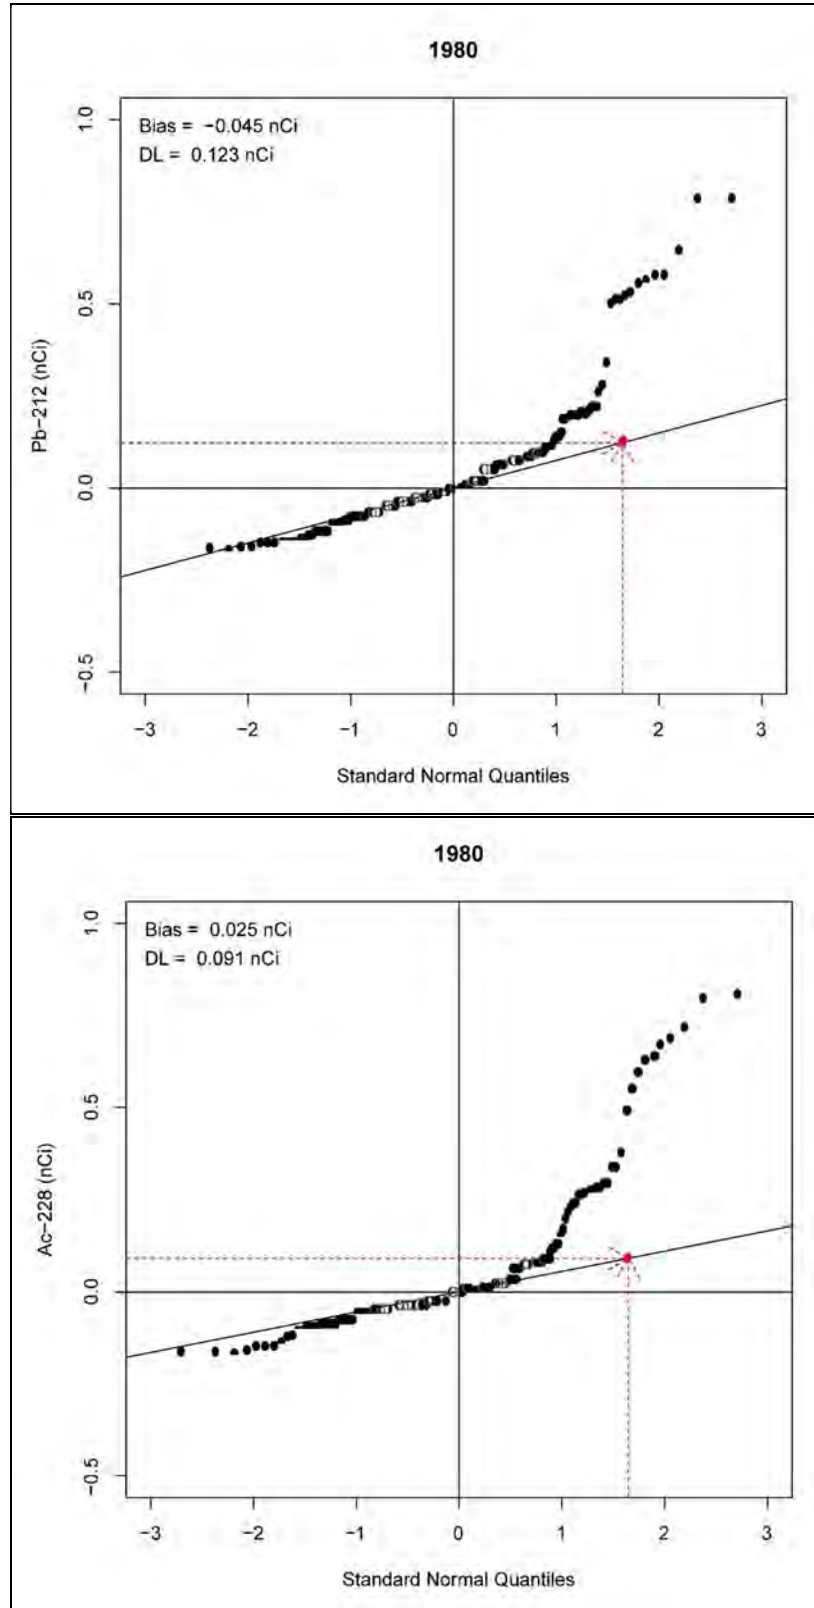 1980
Bias = −0.045 nCi
DL = 0.123 nCi
1.0
0.5
0.0
−0.5
Pb−212 (nCi)
−3 −2 −1 0 1 2 3
Standard Normal Quantiles
1980
Bias = 0.025 nCi
DL = 0.091 nCi
1.0
0.5
0.0
−0.5
Ac−228 (nCi)
−3 −2 −1 0 1 2 3
Standard Normal Quantiles